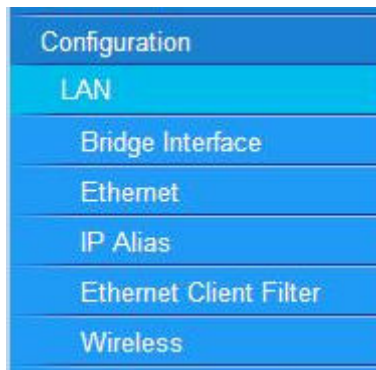 Configuration
LAN
Bridge Interface
Ethernet
IP Alias
Ethernet Client Filter
Wireless